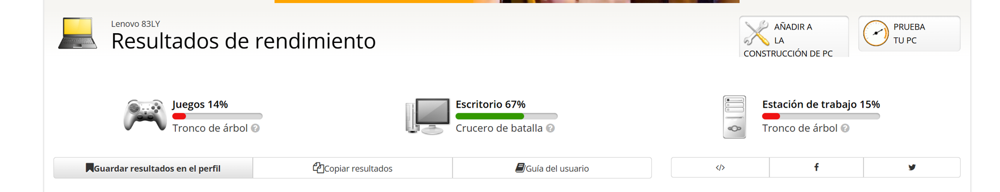 Lenovo 83LY
Resultados de rendimiento
AÑADIR A
LA
CONSTRUCCIÓN DE PC
PRUEBA
TU PC
Juegos 14%
Tronco de árbol ?
Escritorio 67%
Crucero de batalla ?
Estación de trabajo 15%
Tronco de árbol ?
Guardar resultados en el perfil
Copiar resultados
Guía del usuario
</>